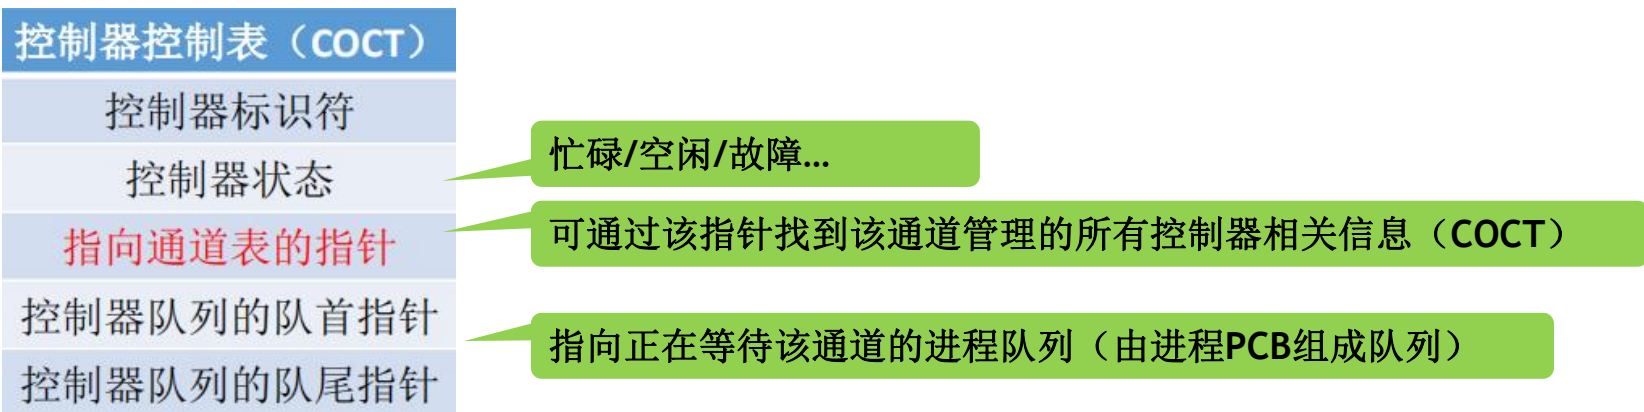 控制器控制表（COCT）
控制器标识符
控制器状态
忙碌/空闲/故障...
指向通道表的指针
可通过该指针找到该通道管理的所有控制器相关信息（COCT）
控制器队列的队首指针
指向正在等待该通道的进程队列（由进程PCB组成队列）
控制器队列的队尾指针